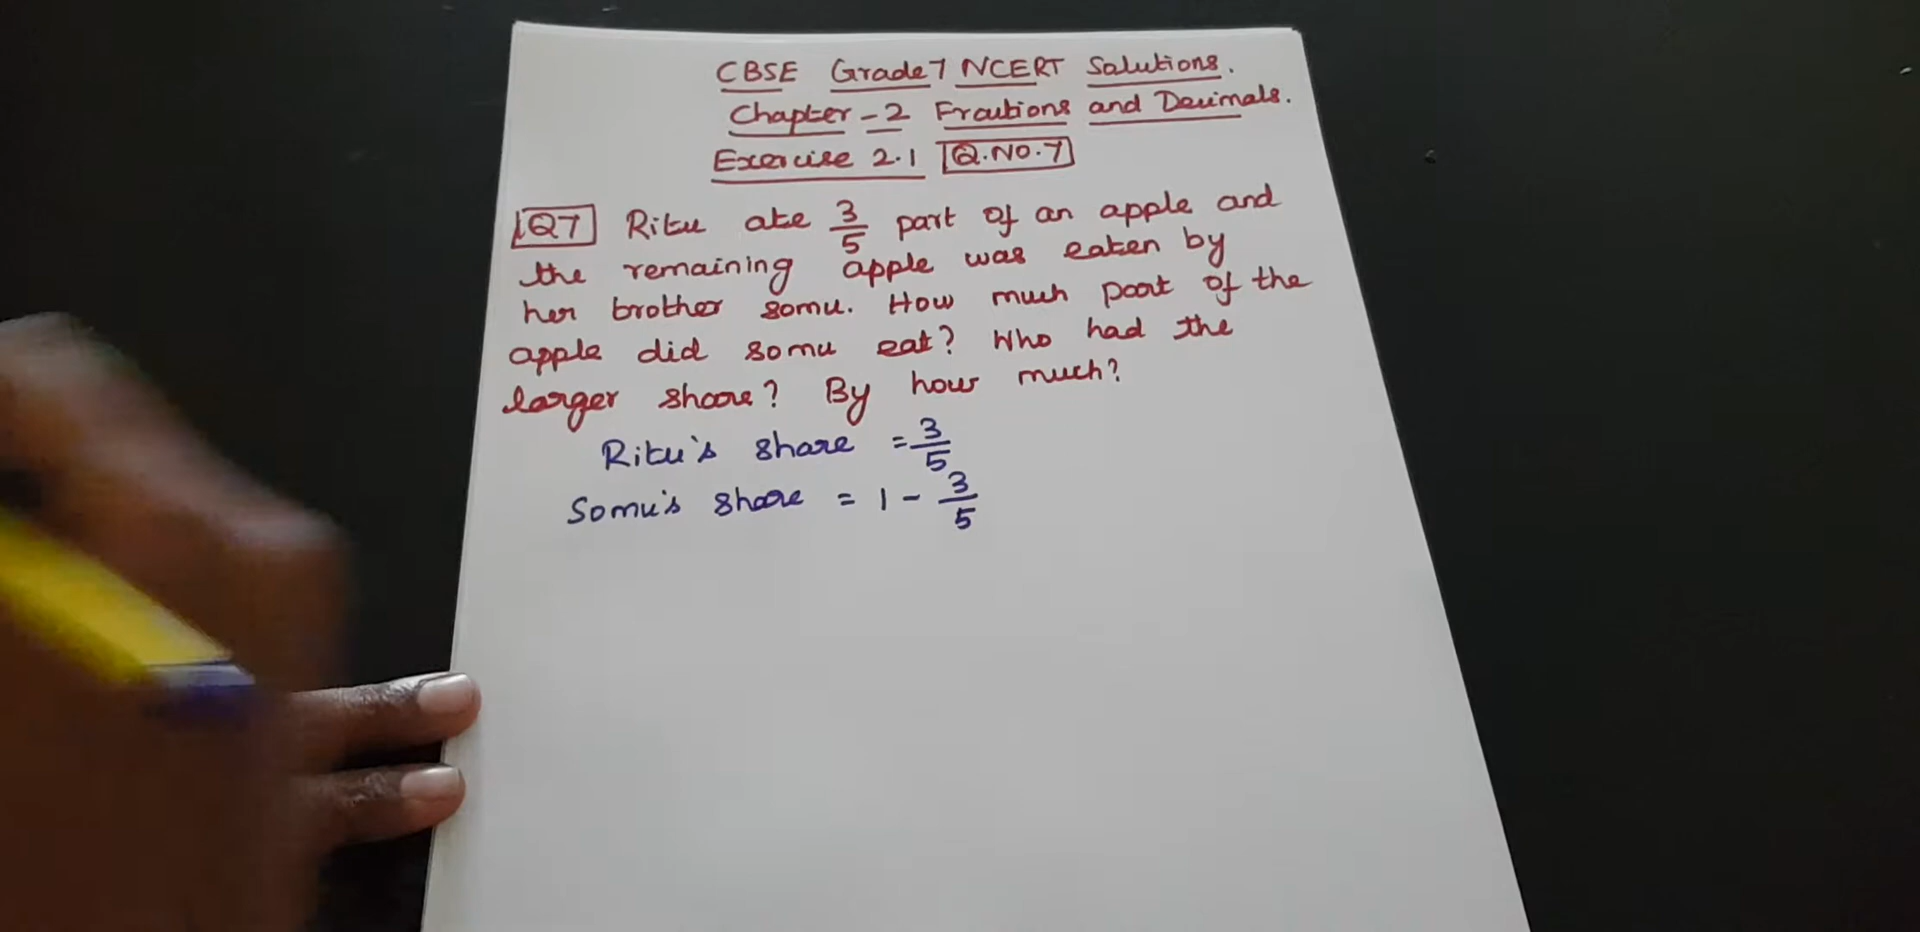 CBSE Grade 7 NCERT Solutions.
Chapter - 2 Fractions and Decimals.
Exercise 2.1 Q.NO.7
Q7 Ritu ate 3/5 part of an apple and
the remaining apple was eaten by
her brother somu. How much part of the
apple did somu eat? Who had the
larger share? By how much?
Ritu's share = 3/5
Somu's share = 1 - 3/5